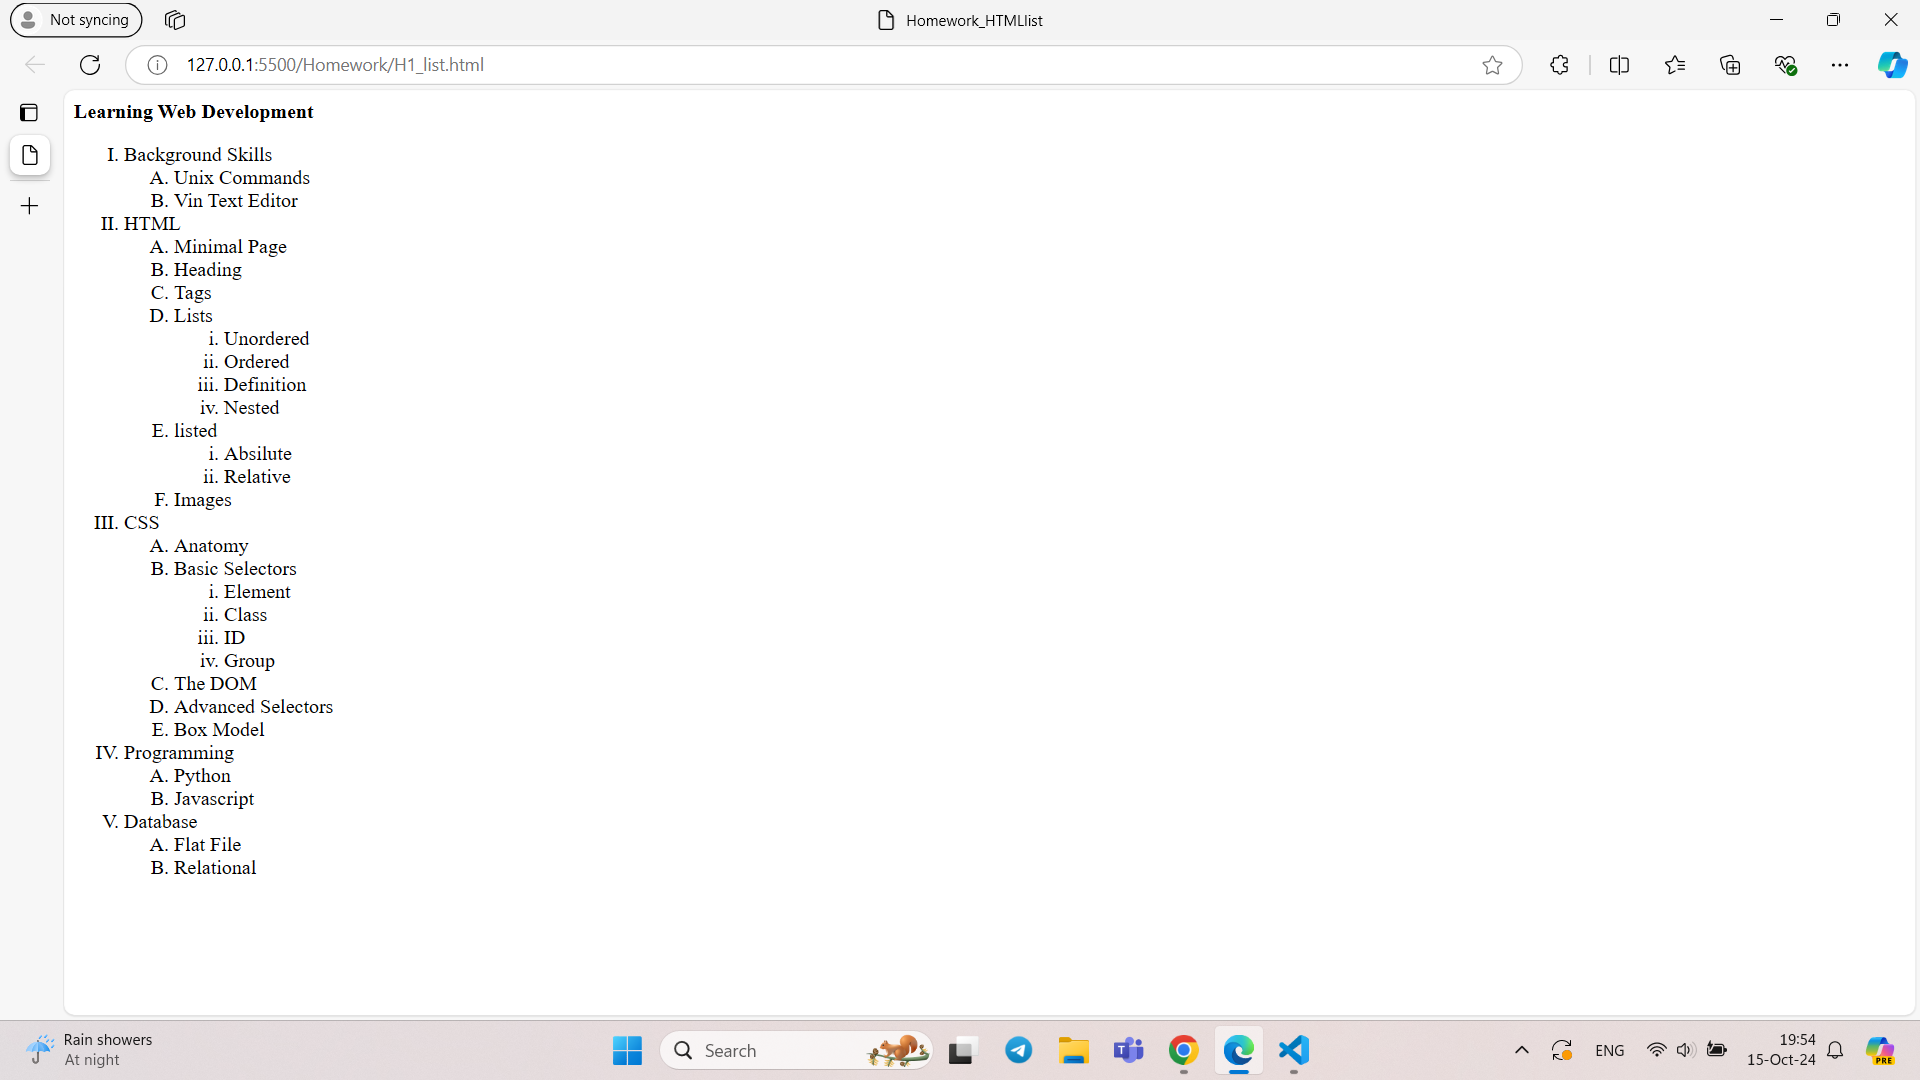 Not syncing
Homework_HTMLlist
127.0.0.1:5500/Homework/H1_list.html
Learning Web Development
I. Background Skills
A. Unix Commands
B. Vin Text Editor
II. HTML
A. Minimal Page
B. Heading
C. Tags
D. Lists
i. Unordered
ii. Ordered
iii. Definition
iv. Nested
E. listed
i. Absilute
ii. Relative
F. Images
III. CSS
A. Anatomy
B. Basic Selectors
i. Element
ii. Class
iii. ID
iv. Group
C. The DOM
D. Advanced Selectors
E. Box Model
IV. Programming
A. Python
B. Javascript
V. Database
A. Flat File
B. Relational
Rain showers
At night
Search
ENG
19:54
15-Oct-24
PRE